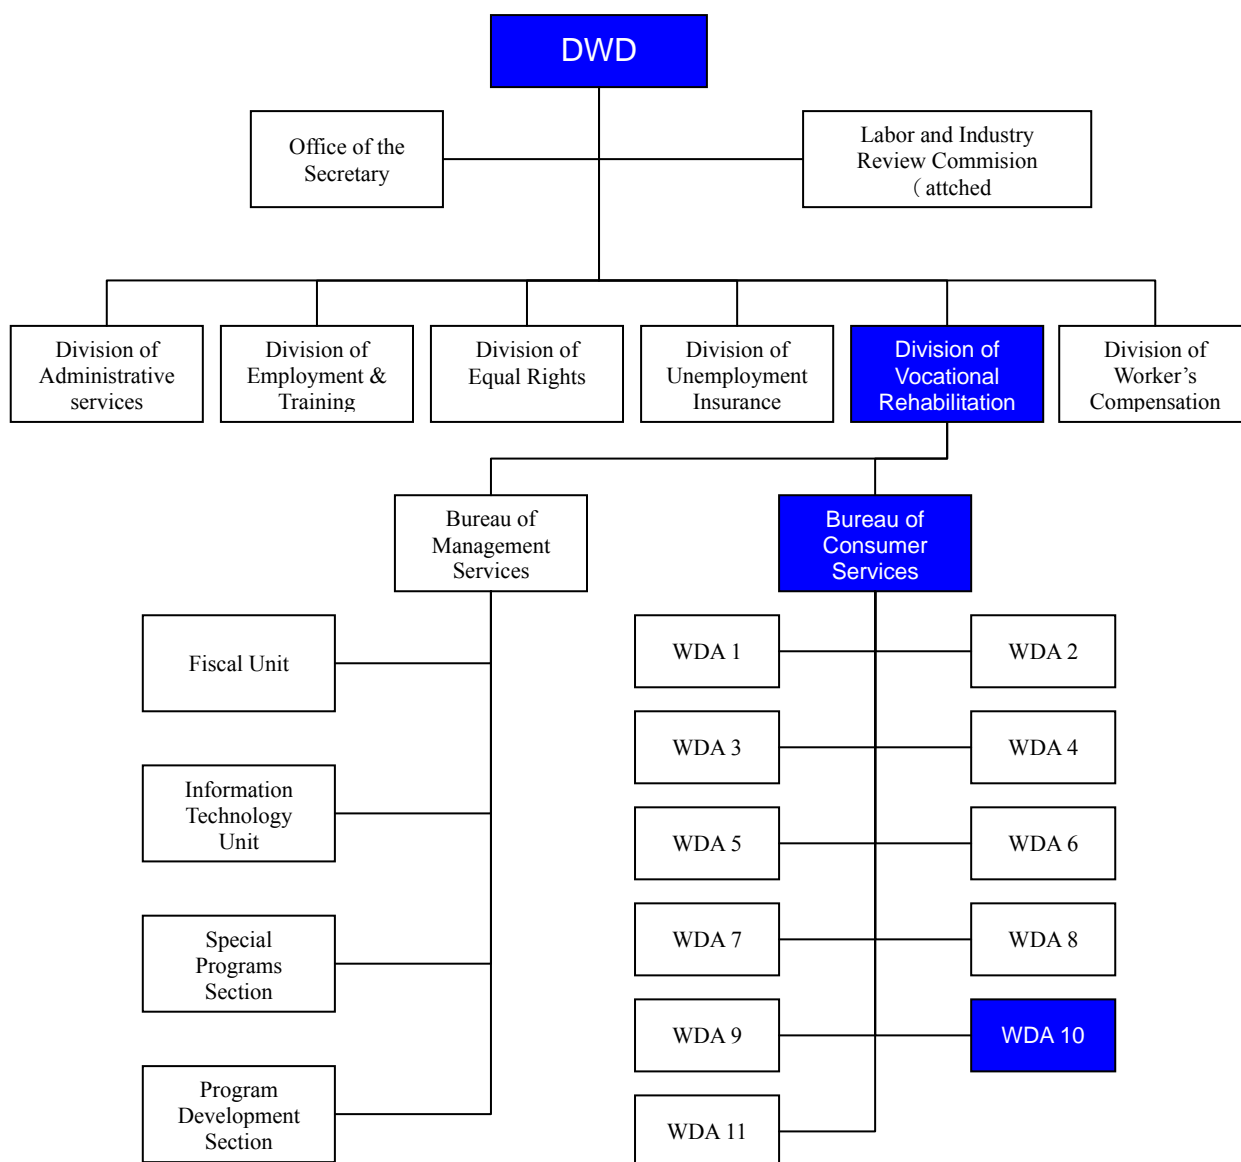 DWD
Office of the
Secretary
Labor and Industry
Review Commision
（attched
Division of
Administrative
services
Division of
Employment &
Training
Division of
Equal Rights
Division of
Unemployment
Insurance
Division of
Vocational
Rehabilitation
Division of
Worker’s
Compensation
Bureau of
Management
Services
Bureau of
Consumer
Services
Fiscal Unit
Information
Technology
Unit
Special
Programs
Section
Program
Development
Section
WDA 1
WDA 2
WDA 3
WDA 4
WDA 5
WDA 6
WDA 7
WDA 8
WDA 9
WDA 10
WDA 11